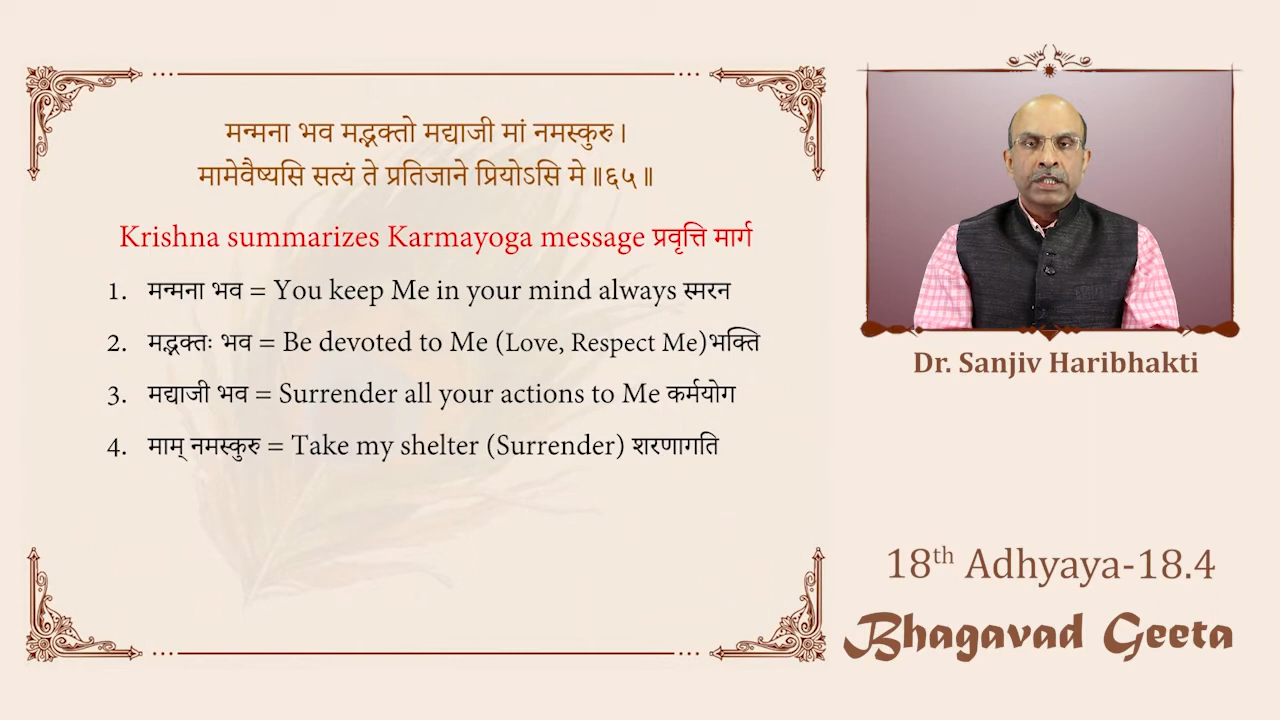 मन्मना भव मद्भक्तो मद्याजी मां नमस्कुरु ।
मामेवैष्यसि सत्यं ते प्रतिजाने प्रियोऽसि मे ॥६५॥
Krishna summarizes Karmayoga message प्रवृत्ति मार्ग
1. मन्मना भव = You keep Me in your mind always स्मरन
2. मद्भक्तः भव = Be devoted to Me (Love, Respect Me)भक्ति
3. मद्याजी भव = Surrender all your actions to Me कर्मयोग
4. माम् नमस्कुरु = Take my shelter (Surrender) शरणागति
Dr. Sanjiv Haribhakti
18th Adhyaya-18.4
Bhagavad Geeta